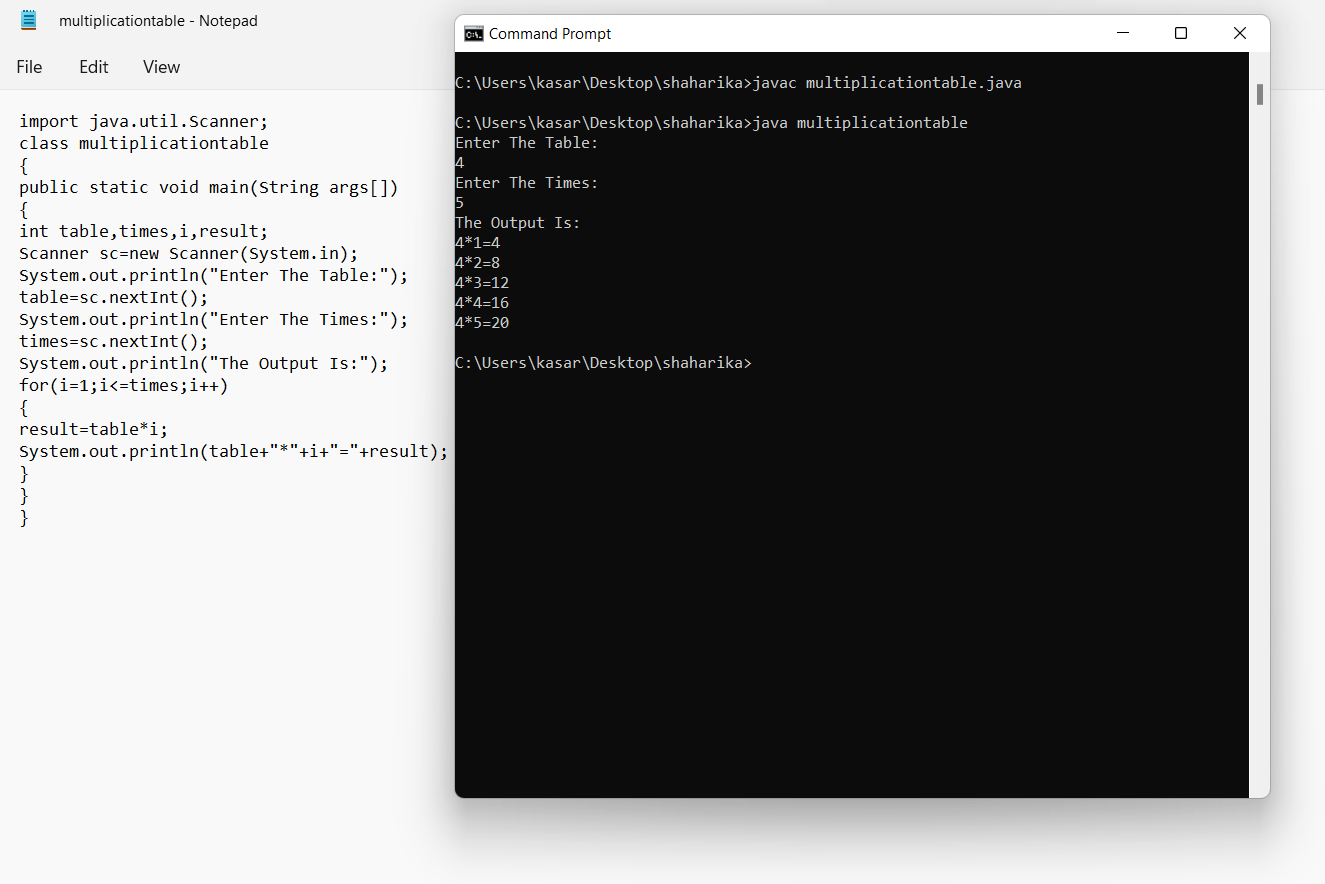 multiplicationtable - Notepad
File Edit View
import java.util.Scanner;
class multiplicationtable
{
public static void main(String args[])
{
int table,times,i,result;
Scanner sc=new Scanner(System.in);
System.out.println("Enter The Table:");
table=sc.nextInt();
System.out.println("Enter The Times:");
times=sc.nextInt();
System.out.println("The Output Is:");
for(i=1;i<=times;i++)
{
result=table*i;
System.out.println(table+"*"+i+"="+result);
}
}
}
Command Prompt
C:\Users\kasar\Desktop\shaharika>javac multiplicationtable.java
C:\Users\kasar\Desktop\shaharika>java multiplicationtable
Enter The Table:
4
Enter The Times:
5
The Output Is:
4*1=4
4*2=8
4*3=12
4*4=16
4*5=20
C:\Users\kasar\Desktop\shaharika>